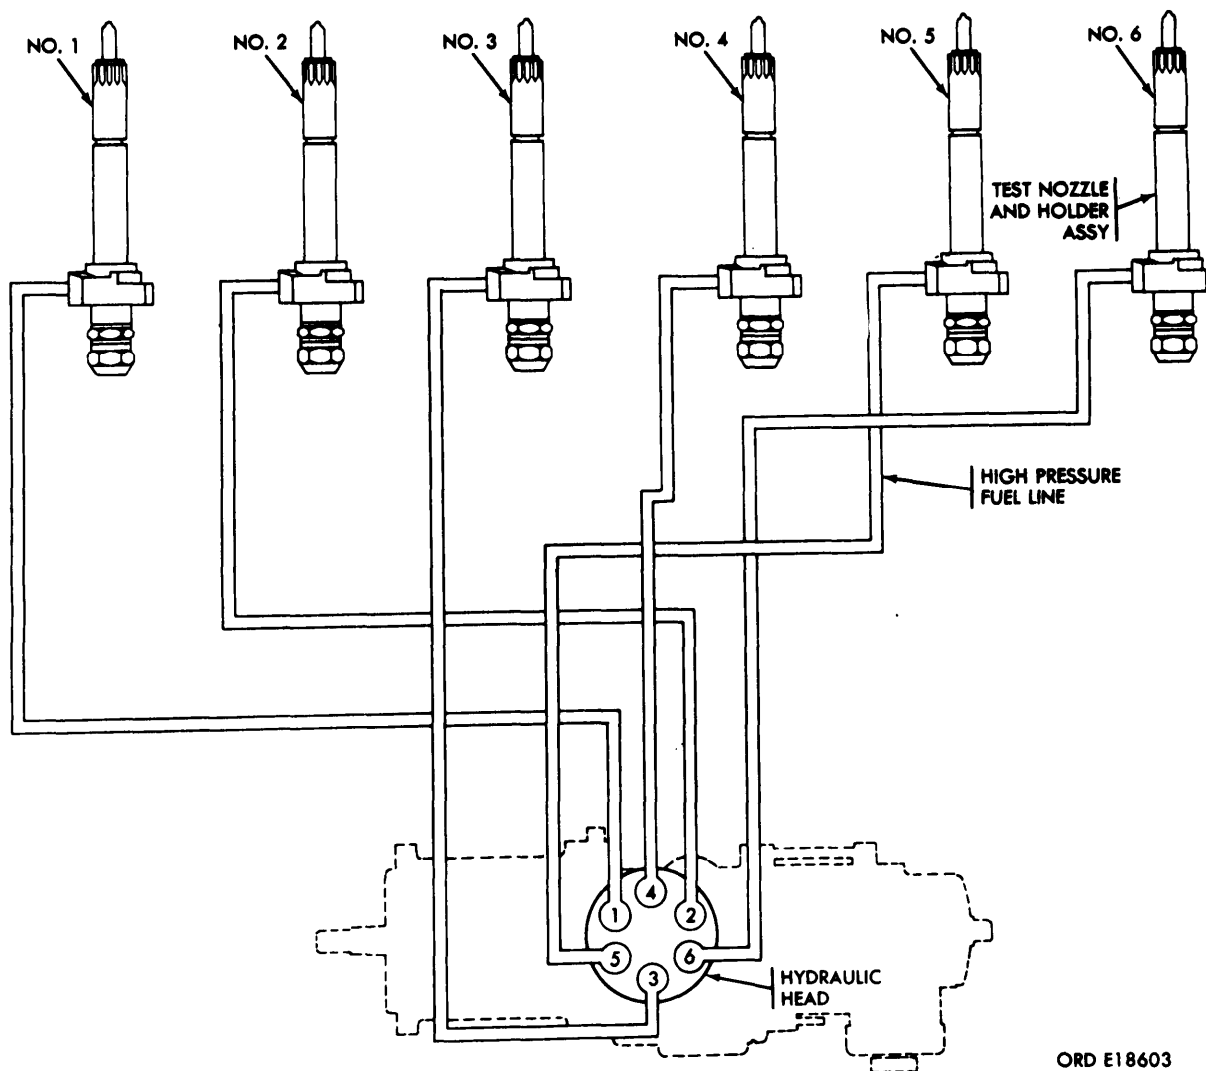 NO. 1
NO. 2
NO. 3
NO. 4
NO. 5
NO. 6
TEST NOZZLE
AND HOLDER
ASSY
HIGH PRESSURE
FUEL LINE
4
1
2
5
6
3
HYDRAULIC
HEAD
ORD E18603